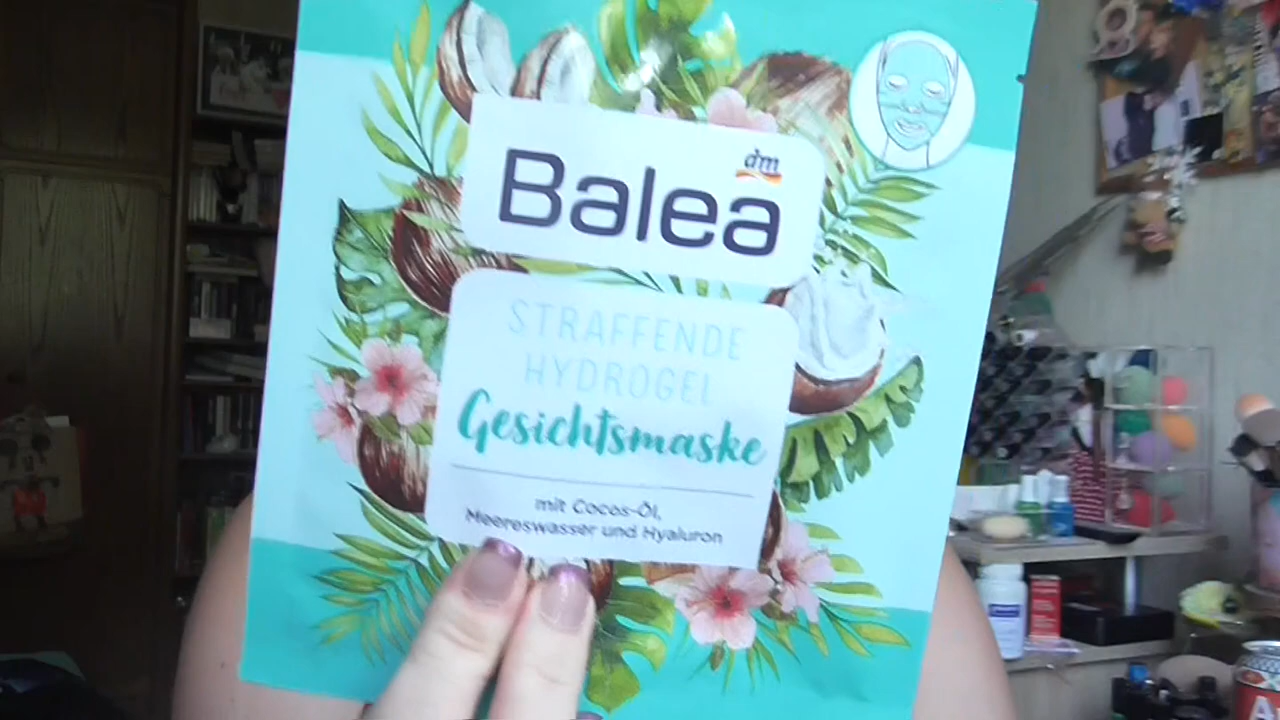 dm
Balea
STRAFFENDE
HYDROGEL
Gesichtsmaske
mit Cocos-Öl,
Meereswasser und Hyaluron